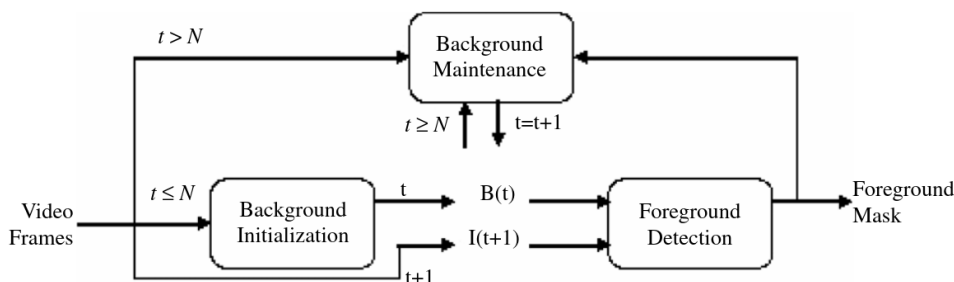 t > N
Background
Maintenance
t ≥ N
t=t+1
t ≤ N
t
B(t)
Video
Frames
Background
Initialization
I(t+1)
t+1
Foreground
Detection
Foreground
Mask